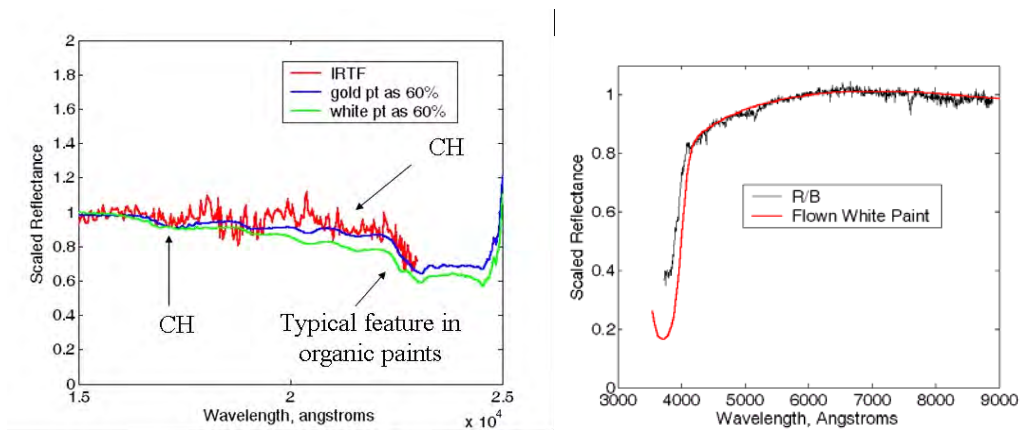 2
1.8
1.6
1.4
1.2
1
0.8
0.6
0.4
0.2
0
Scaled Reflectance
IRTF
gold pt as 60%
white pt as 60%
CH
CH
Typical feature in
organic paints
1.5
2
2.5
x 10⁴
Wavelength, angstroms
1
0.8
0.6
0.4
0.2
0
Scaled Reflectance
R/B
Flown White Paint
3000 4000 5000 6000 7000 8000 9000
Wavelength, Angstroms